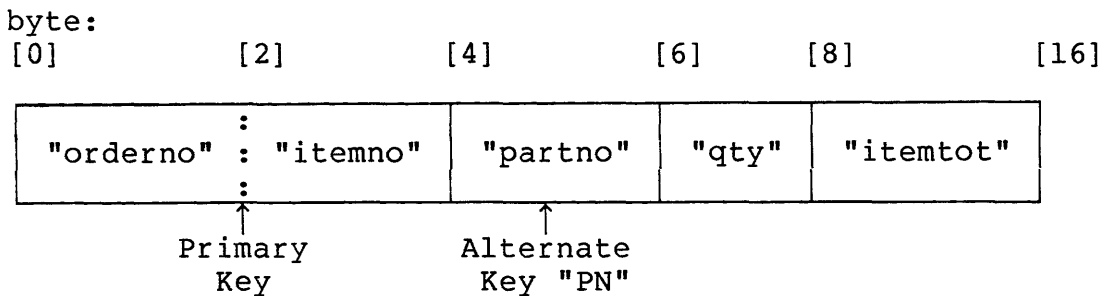 byte:
[0] [2] [4] [6] [8] [16]
"orderno" : "itemno" "partno" "qty" "itemtot"
Primary Alternate
Key Key "PN"